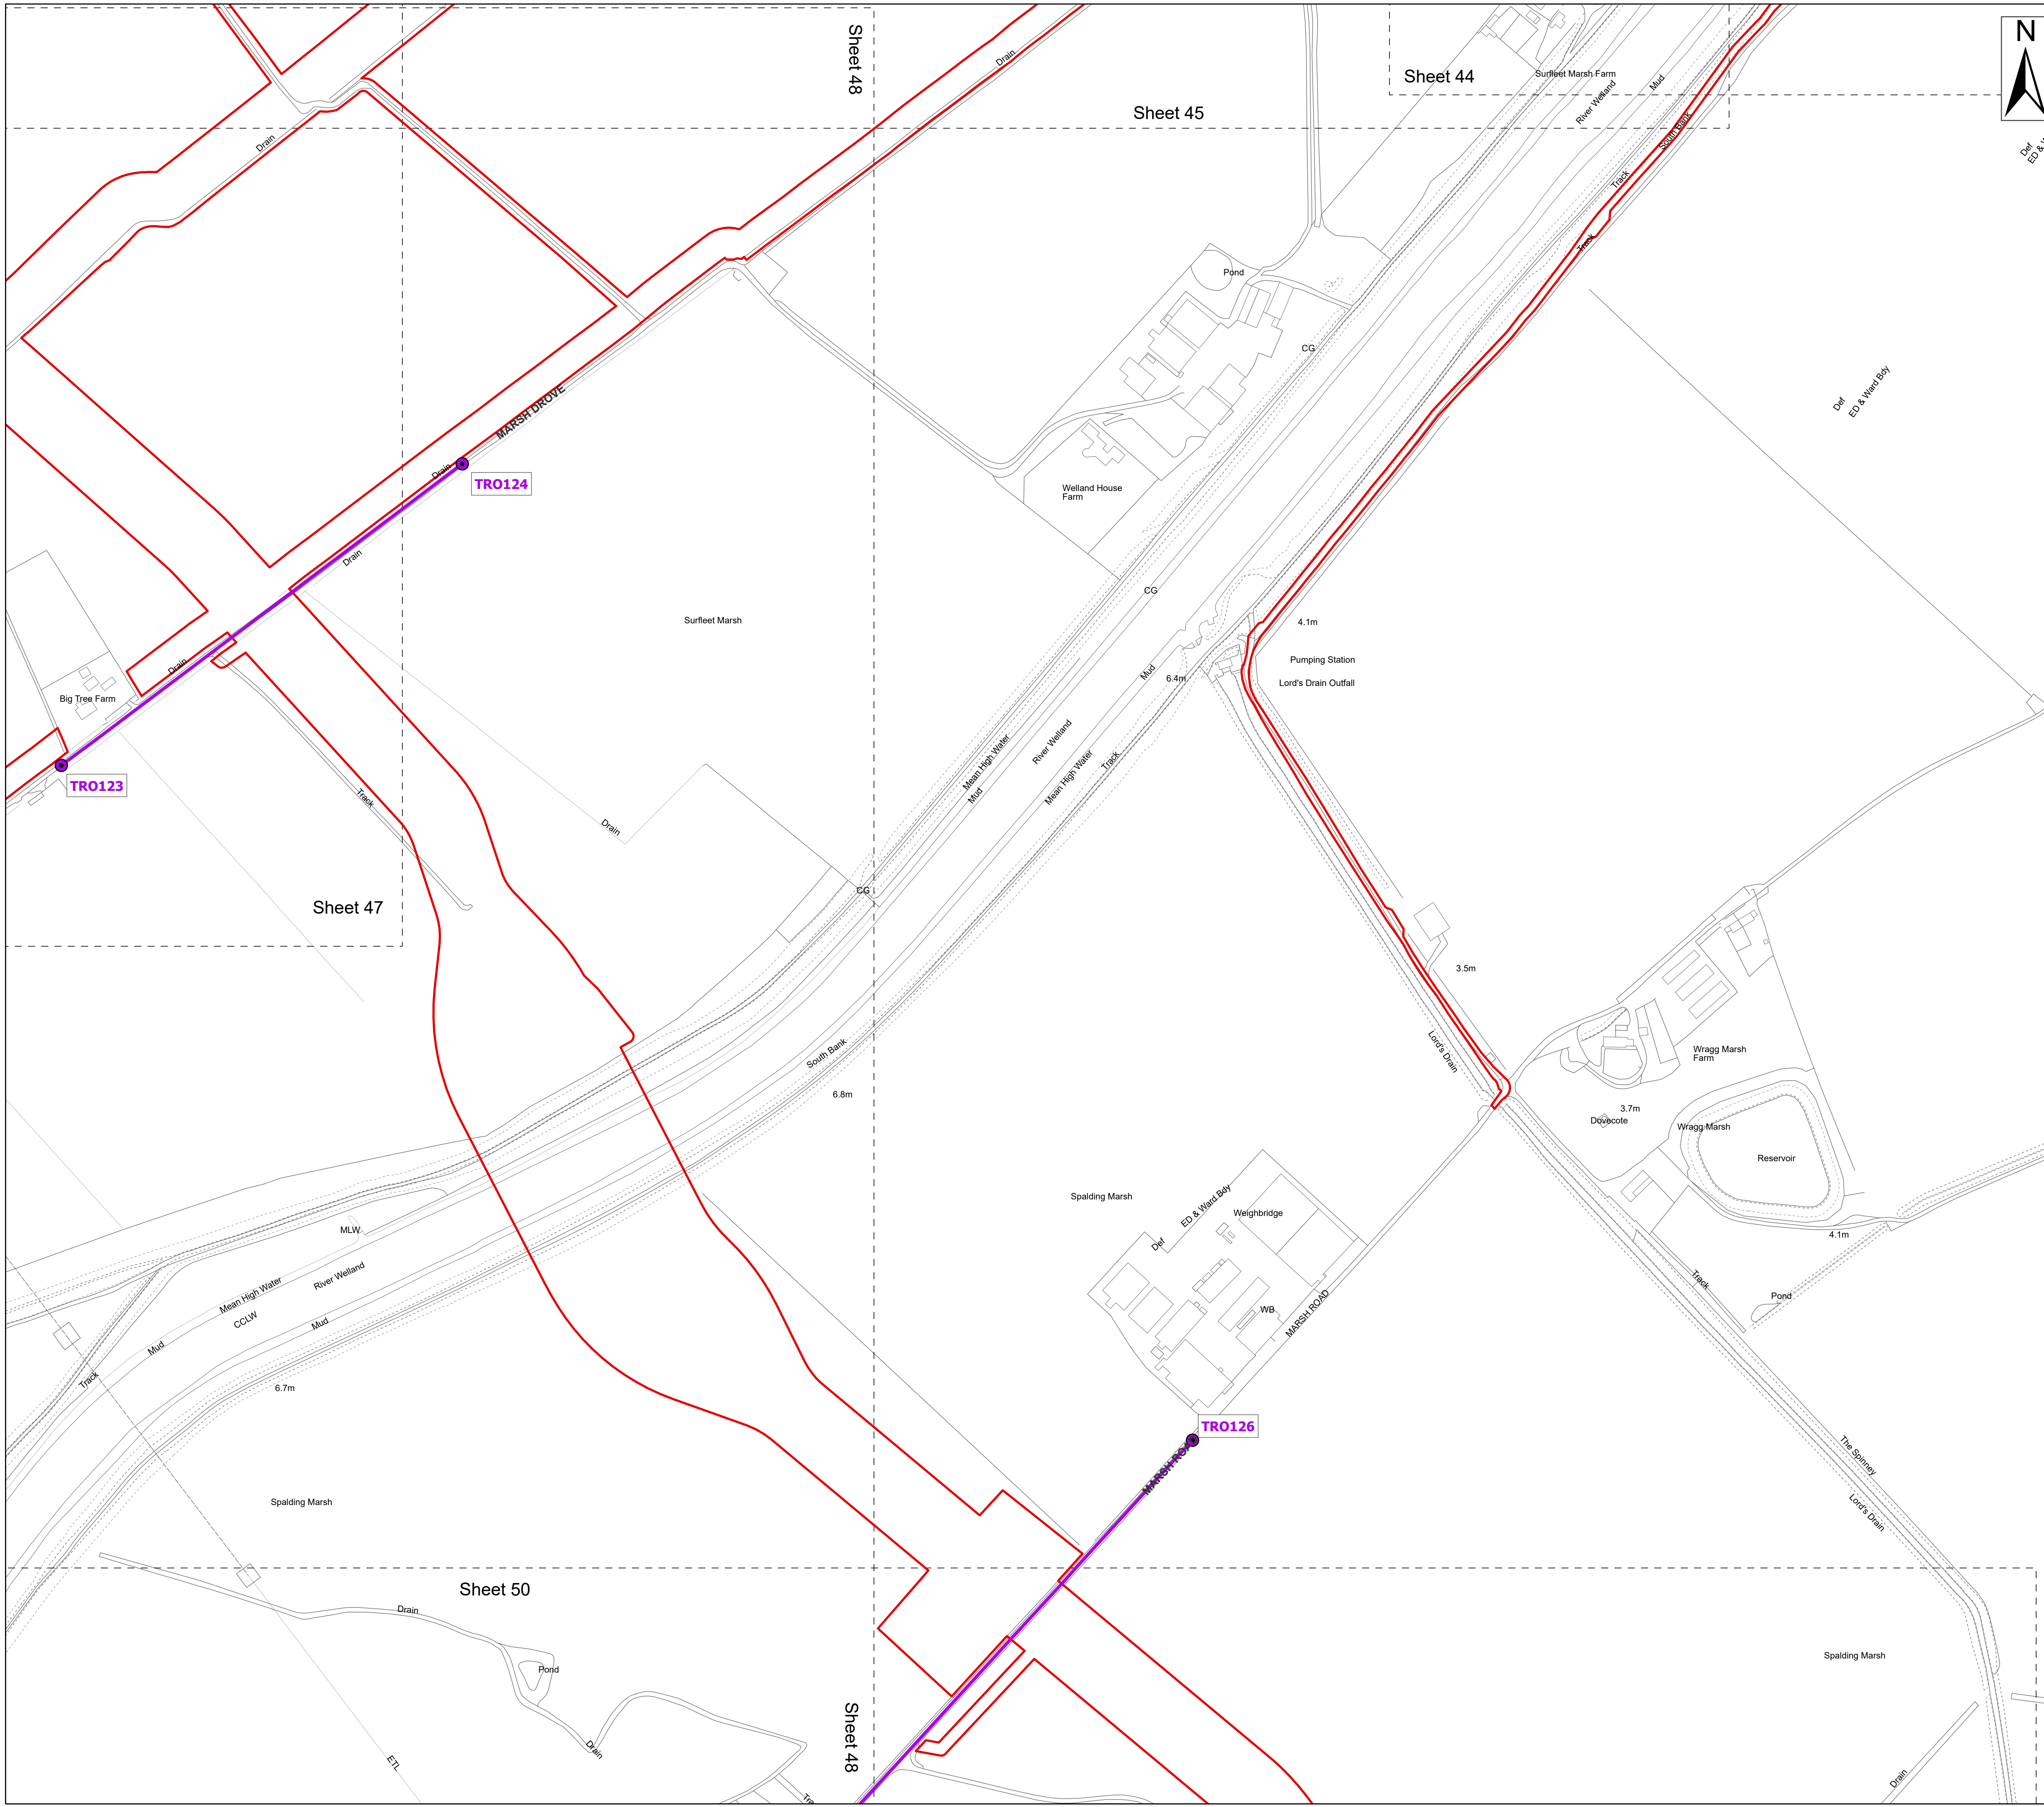 Sheet 48
Sheet 45
Sheet 44
N
Surfleet Marsh Farm
Drain
Mud
River Welland
South Bank
Track
Track
Def
Drain
Pond
CG
Def
ED & Ward Bdy
MARSH DROVE
Drain
TRO124
Welland House
Farm
Drain
CG
Surfleet Marsh
4.1m
Pumping Station
Lord's Drain Outfall
Mud
6.4m
Drain
Big Tree Farm
TRO123
Track
River Welland
Mean High Water
Mud
Mean High Water
Track
Drain
CG
Sheet 47
3.5m
Lord's Drain
Wragg Marsh
Farm
South Bank
6.8m
3.7m
Dovecote
Wragg Marsh
Reservoir
Spalding Marsh
ED & Ward Bdy
Def
Weighbridge
MLW
4.1m
River Welland
Mean High Water
CCLW
Mud
Mud
Track
WB
MARSH ROAD
Track
Pond
6.7m
TRO126
MARSH ROAD
The Spinney
Lord's Drain
Spalding Marsh
Sheet 50
Drain
Pond
Spalding Marsh
Sheet 48
Drain
ETL
Drain